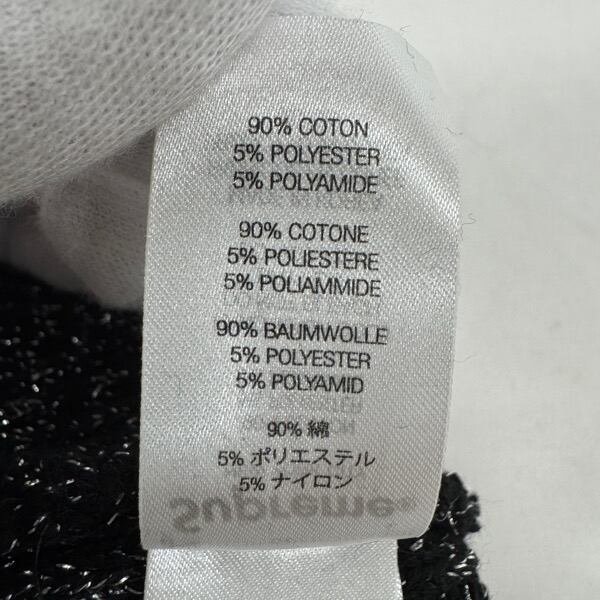 90% COTON
5% POLYESTER
5% POLYAMIDE
90% COTONE
5% POLIESTERE
5% POLIAMMIDE
90% BAUMWOLLE
5% POLYESTER
5% POLYAMID
90% 綿
5% ポリエステル
5% ナイロン
Supreme